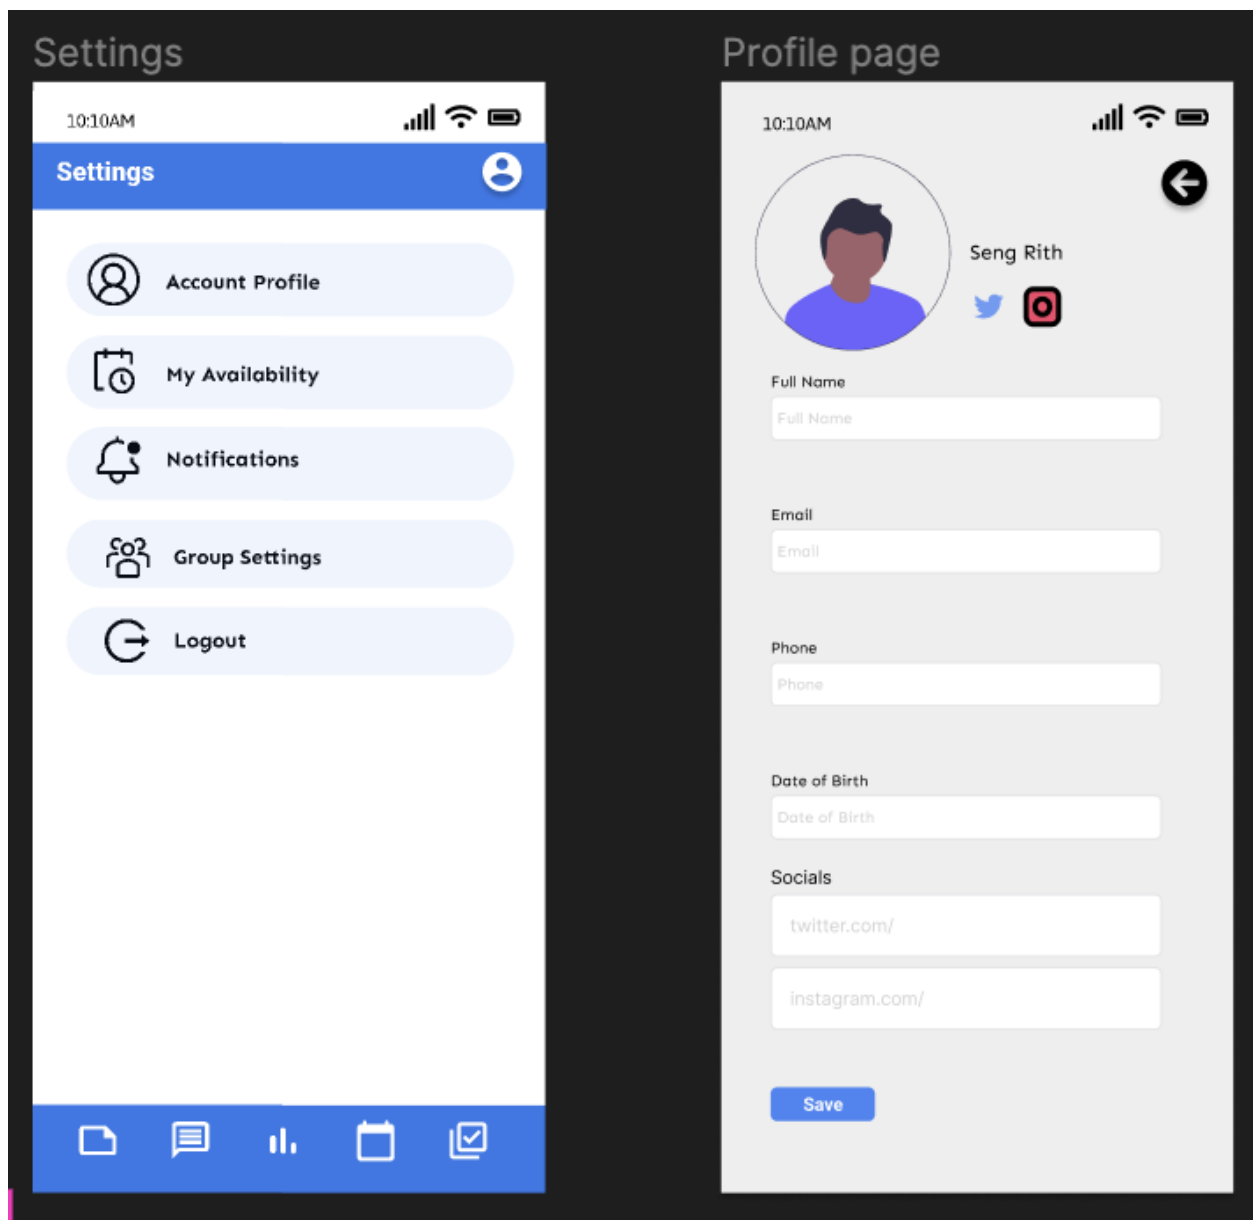 Settings
10:10AM
Settings
Account Profile
My Availability
Notifications
Group Settings
Logout
Profile page
10:10AM
Seng Rith
Full Name
Full Name
Email
Email
Phone
Phone
Date of Birth
Date of Birth
Socials
twitter.com/
instagram.com/
Save